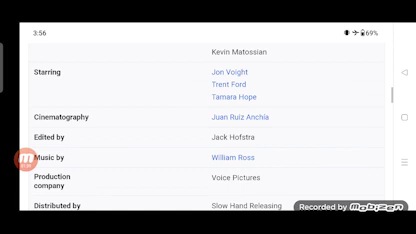 3:56 69%
Kevin Matossian
Starring Jon Voight
Trent Ford
Tamara Hope
Cinematography Juan Ruiz Anchía
Edited by Jack Hofstra
Music by William Ross
Production company Voice Pictures
Distributed by Slow Hand Releasing
Recorded by Mobizen